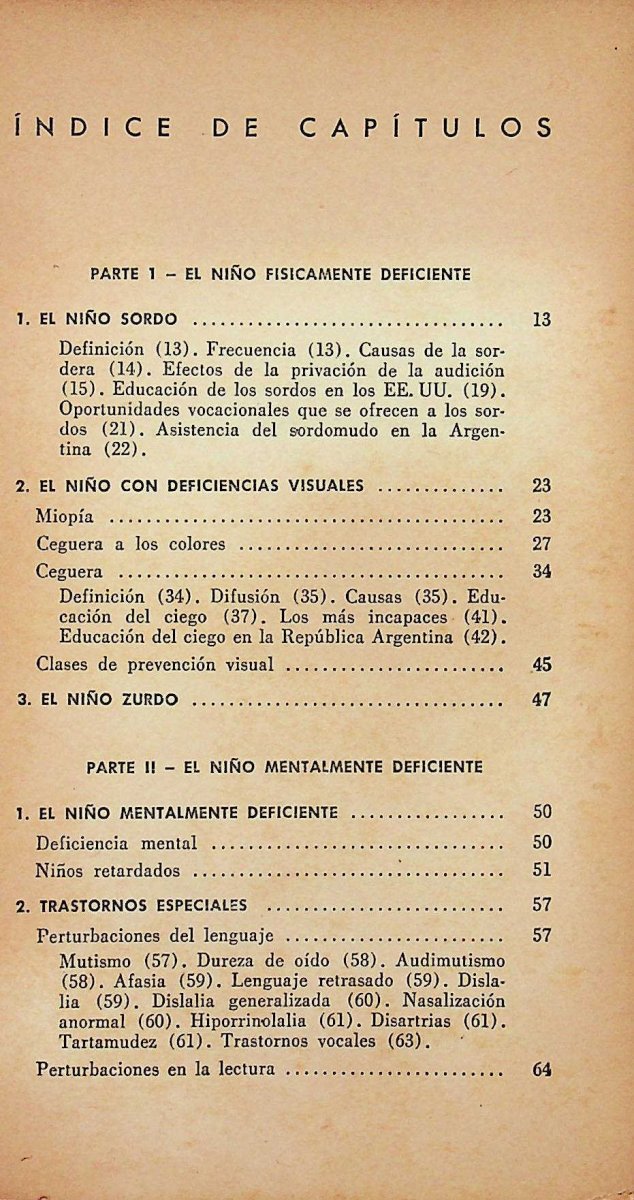 ÍNDICE DE CAPÍTULOS
PARTE I – EL NIÑO FISICAMENTE DEFICIENTE
1. EL NIÑO SORDO .................................. 13
Definición (13). Frecuencia (13). Causas de la sor-
dera (14). Efectos de la privación de la audición
(15). Educación de los sordos en los EE. UU. (19).
Oportunidades vocacionales que se ofrecen a los sor-
dos (21). Asistencia del sordomudo en la Argen-
tina (22).
2. EL NIÑO CON DEFICIENCIAS VISUALES .............. 23
Miopía ........................................... 23
Ceguera a los colores ............................. 27
Ceguera .......................................... 34
Definición (34). Difusión (35). Causas (35). Edu-
cación del ciego (37). Los más incapaces (41).
Educación del ciego en la República Argentina (42).
Clases de prevención visual ........................ 45
3. EL NIÑO ZURDO .................................. 47
PARTE II – EL NIÑO MENTALMENTE DEFICIENTE
1. EL NIÑO MENTALMENTE DEFICIENTE ................. 50
Deficiencia mental ................................ 50
Niños retardados .................................. 51
2. TRASTORNOS ESPECIALES .......................... 57
Perturbaciones del lenguaje ........................ 57
Mutismo (57). Dureza de oído (58). Audimutismo
(58). Afasia (59). Lenguaje retrasado (59). Disla-
lia (59). Dislalia generalizada (60). Nasalización
anormal (60). Hiporrinolalia (61). Disartrias (61).
Tartamudez (61). Trastornos vocales (63).
Perturbaciones en la lectura ........................ 64